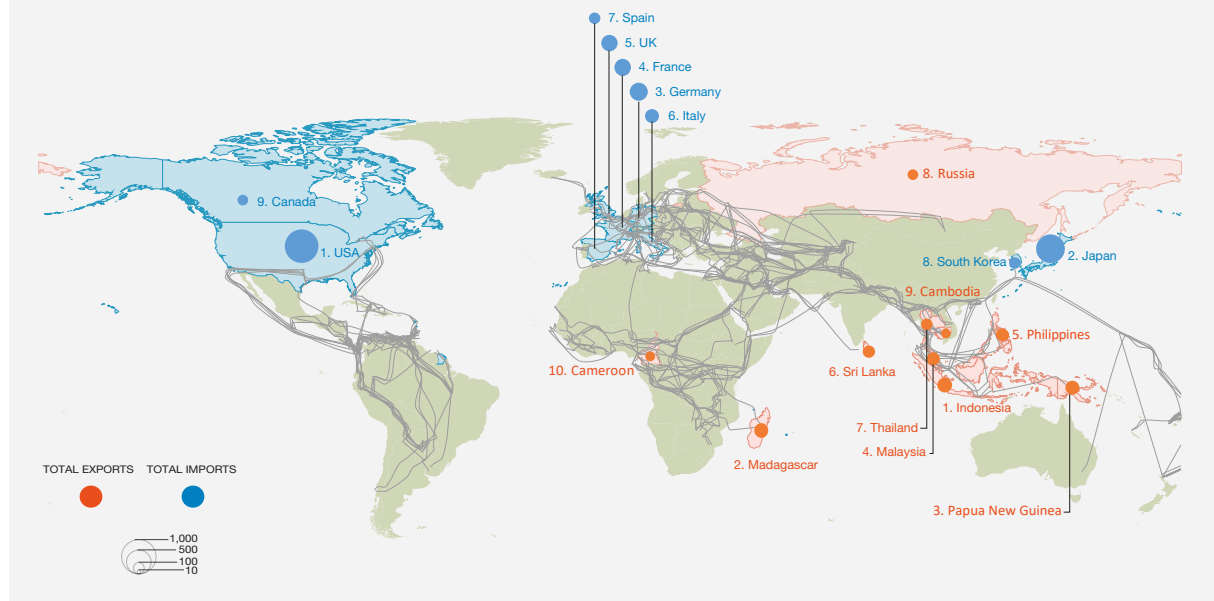 7. Spain
5. UK
4. France
3. Germany
6. Italy
8. Russia
9. Canada
1. USA
2. Japan
8. South Korea
9. Cambodia
5. Philippines
10. Cameroon
6. Sri Lanka
1. Indonesia
7. Thailand
4. Malaysia
2. Madagascar
3. Papua New Guinea
TOTAL EXPORTS TOTAL IMPORTS
1,000
500
100
10